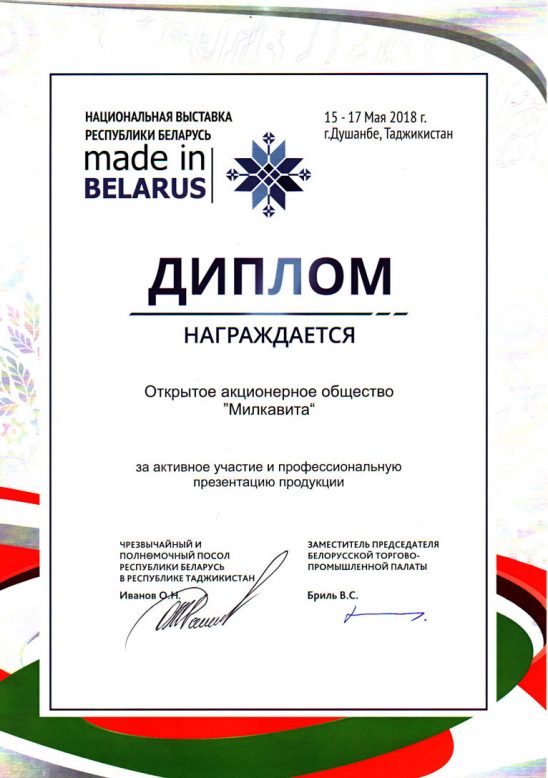 НАЦИОНАЛЬНАЯ ВЫСТАВКА
РЕСПУБЛИКИ БЕЛАРУСЬ
made in
BELARUS
15 - 17 Мая 2018 г.
г.Душанбе, Таджикистан
ДИПЛОМ
НАГРАЖДАЕТСЯ
Открытое акционерное общество
"Милкавита“
за активное участие и профессиональную
презентацию продукции
ЧРЕЗВЫЧАЙНЫЙ И
ПОЛНОМОЧНЫЙ ПОСОЛ
РЕСПУБЛИКИ БЕЛАРУСЬ
В РЕСПУБЛИКЕ ТАДЖИКИСТАН
Иванов О.Н.
ЗАМЕСТИТЕЛЬ ПРЕДСЕДАТЕЛЯ
БЕЛОРУССКОЙ ТОРГОВО-
ПРОМЫШЛЕННОЙ ПАЛАТЫ
Бриль В.С.